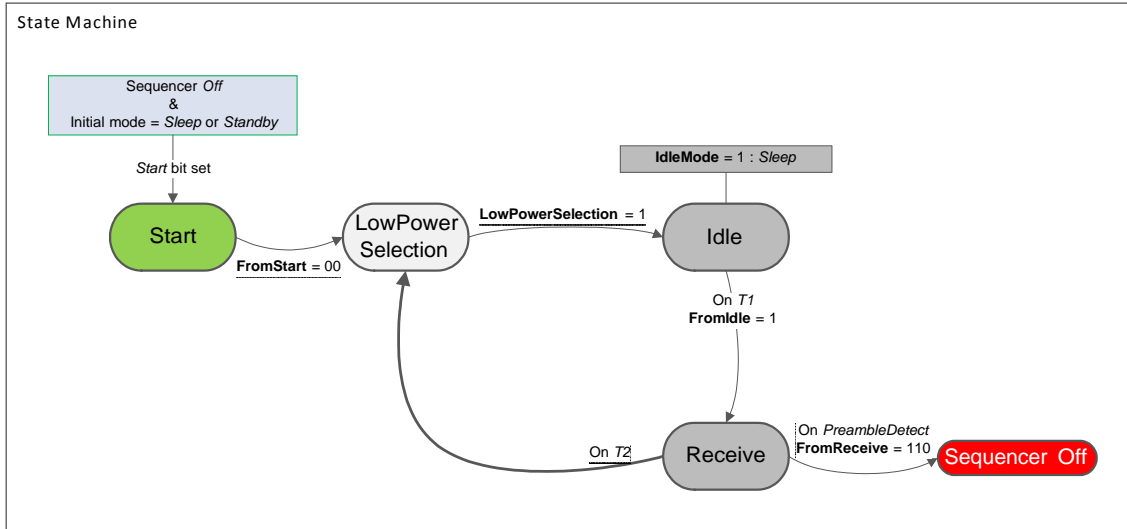 State Machine
Sequencer Off
&
Initial mode = Sleep or Standby
Start bit set
IdleMode = 1 : Sleep
Start
LowPower
Selection
LowPowerSelection = 1
Idle
FromStart = 00
On T1
FromIdle = 1
On T2
Receive
On PreambleDetect
FromReceive = 110
Sequencer Off